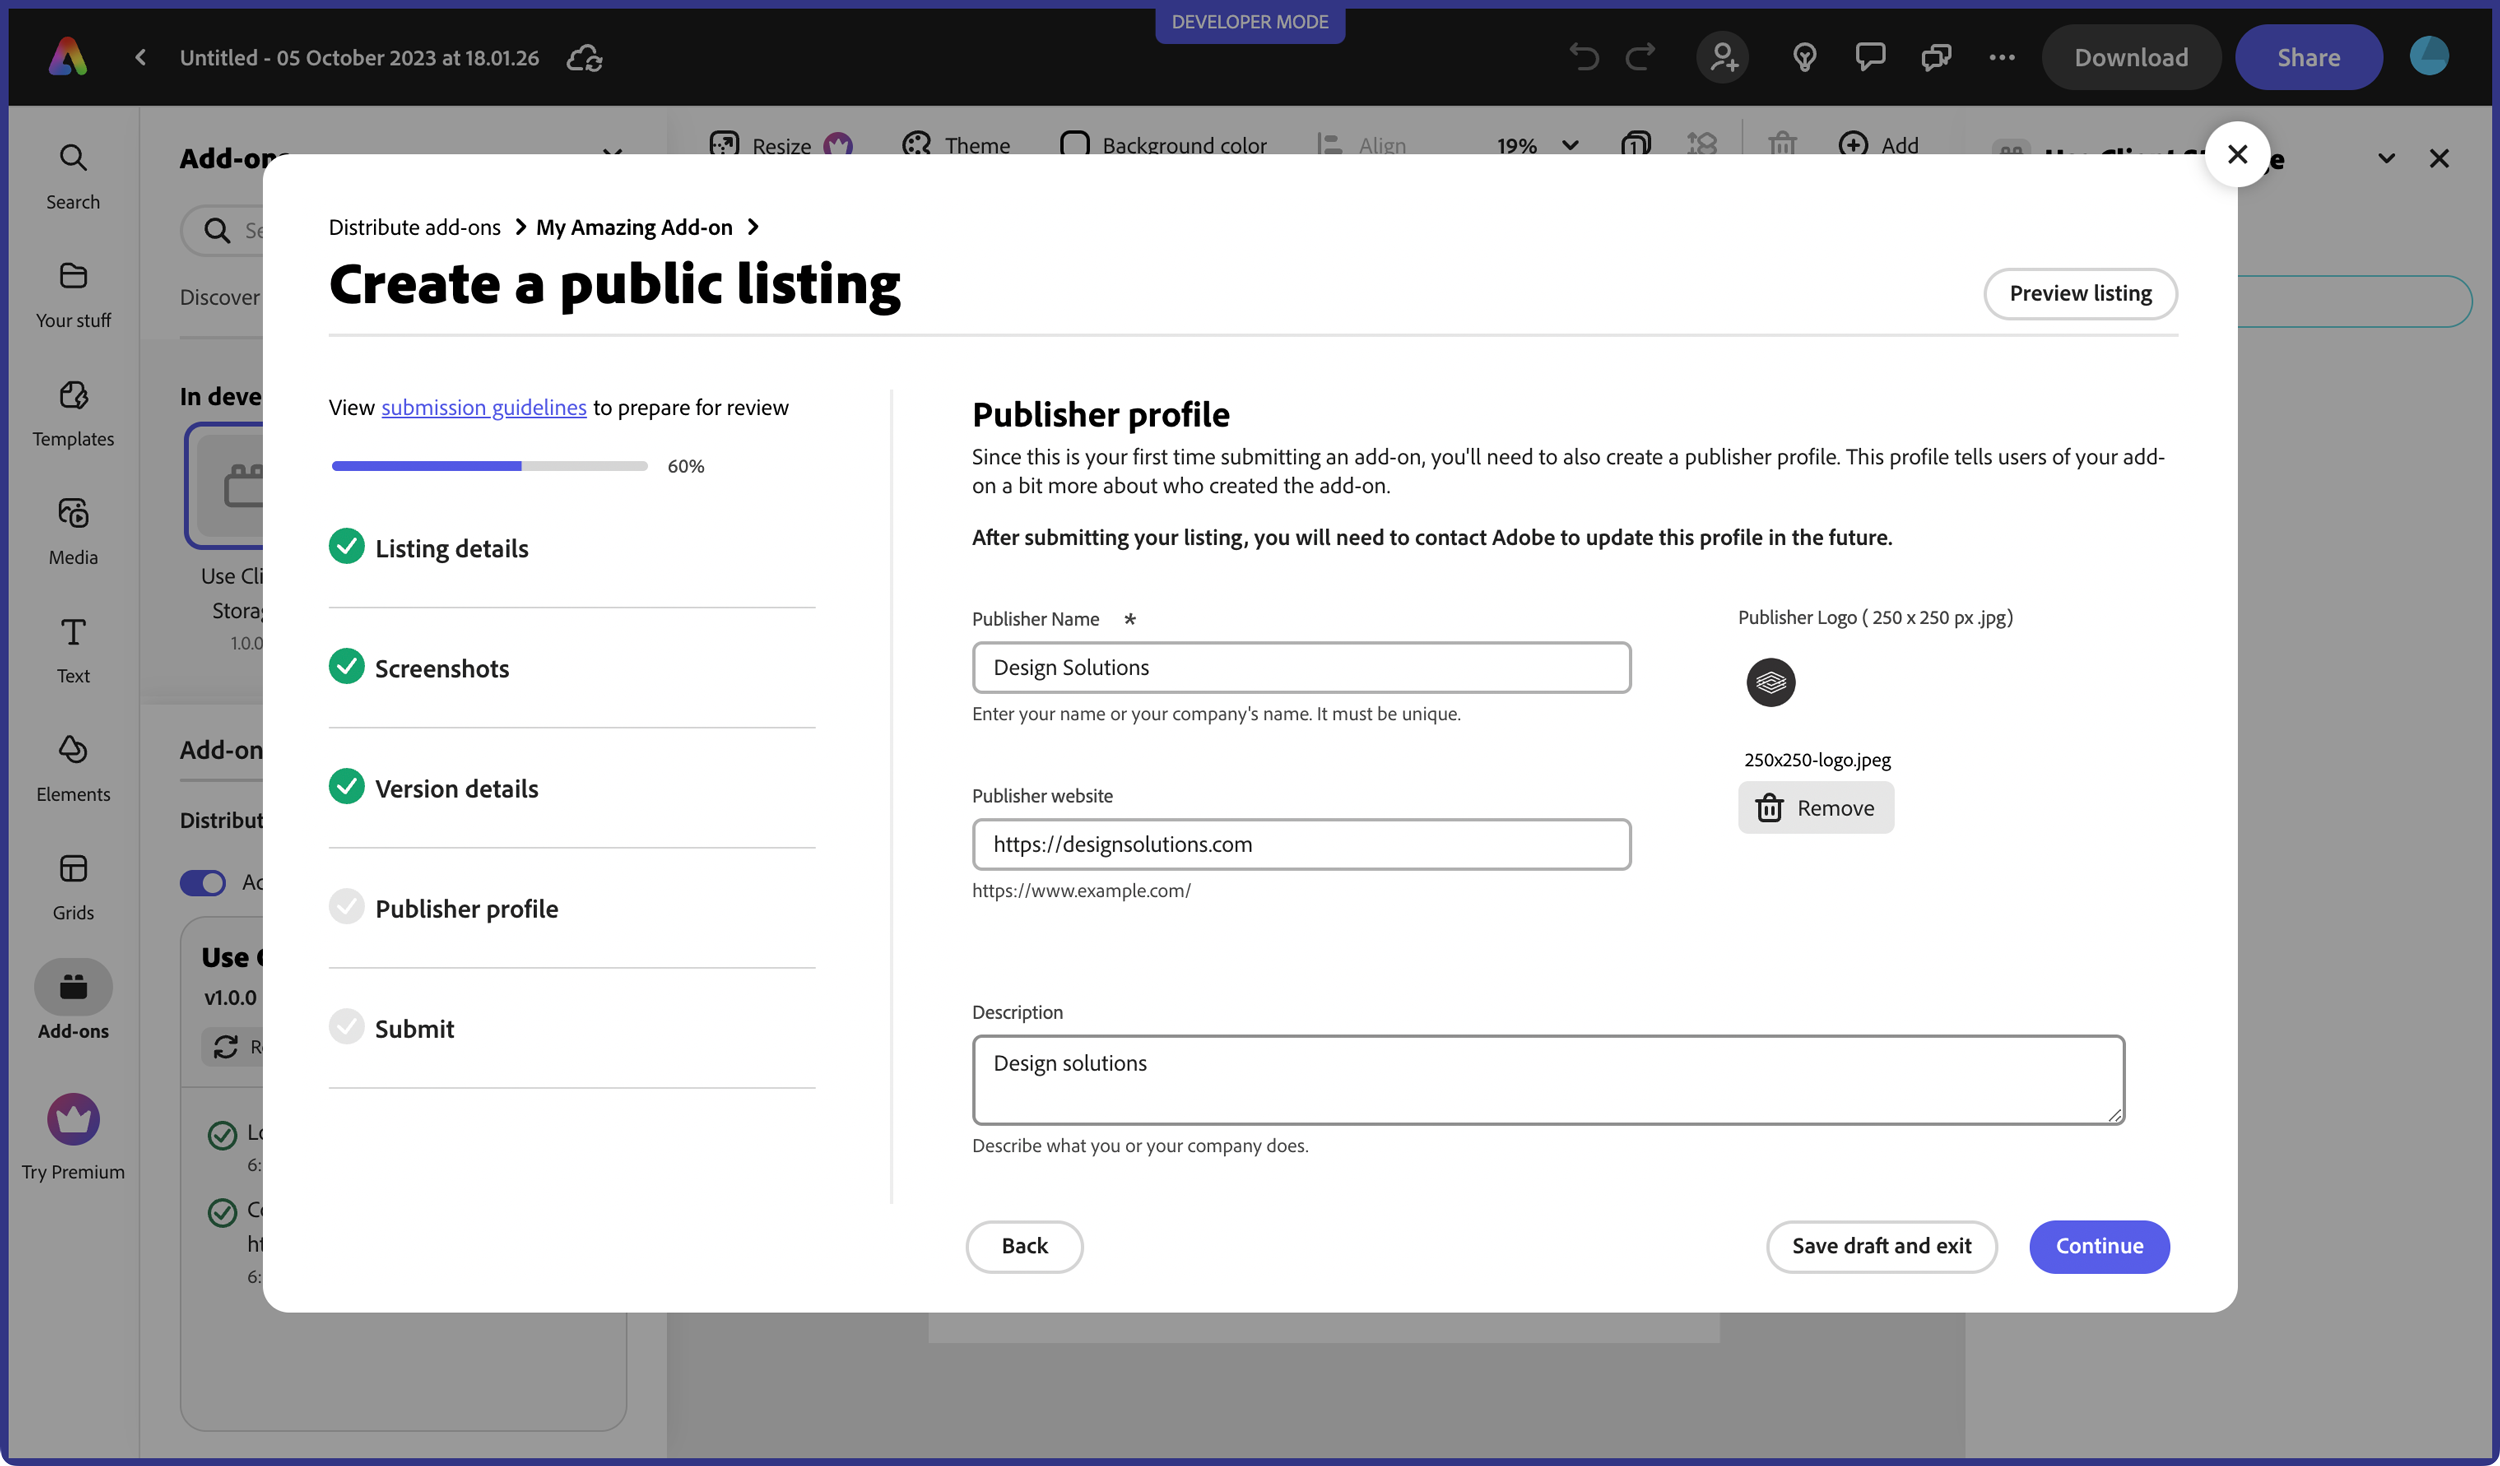 DEVELOPER MODE
Untitled - 05 October 2023 at 18.01.26
Download
Share
Search
Your stuff
Templates
Media
Text
Elements
Grids
Add-ons
Try Premium
Add-ons
Discover
In deve
Use Cli
Storag
1.0.0
Add-on
Distribut
Use
v1.0.0
6:
6:
Resize
Theme
Background color
Align
19%
1
Add
Distribute add-ons
My Amazing Add-on
Create a public listing
Preview listing
View submission guidelines to prepare for review
60%
Listing details
Screenshots
Version details
Publisher profile
Submit
Publisher profile
Since this is your first time submitting an add-on, you'll need to also create a publisher profile. This profile tells users of your add-
on a bit more about who created the add-on.
After submitting your listing, you will need to contact Adobe to update this profile in the future.
Publisher Name *
Design Solutions
Enter your name or your company's name. It must be unique.
Publisher Logo ( 250 x 250 px .jpg)
250x250-logo.jpeg
Remove
Publisher website
https://designsolutions.com
https://www.example.com/
Description
Design solutions
Describe what you or your company does.
Back
Save draft and exit
Continue